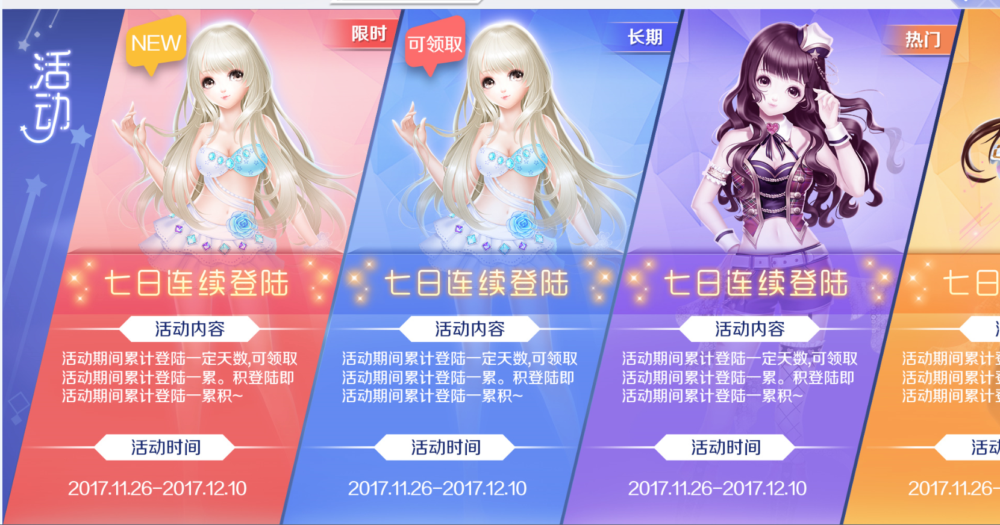 活动
NEW
限时
七日连续登陆
活动内容
活动期间累计登陆一定天数,可领取
活动期间累计登陆一累。积登陆即
活动期间累计登陆一累积~
活动时间
2017.11.26-2017.12.10
可领取
长期
七日连续登陆
活动内容
活动期间累计登陆一定天数,可领取
活动期间累计登陆一累。积登陆即
活动期间累计登陆一累积~
活动时间
2017.11.26-2017.12.10
热门
七日连续登陆
活动内容
活动期间累计登陆一定天数,可领取
活动期间累计登陆一累。积登陆即
活动期间累计登陆一累积~
活动时间
2017.11.26-2017.12.10
七日
活动期间累计
活动期间累计
活动期间累计
活动
2017.11.26-